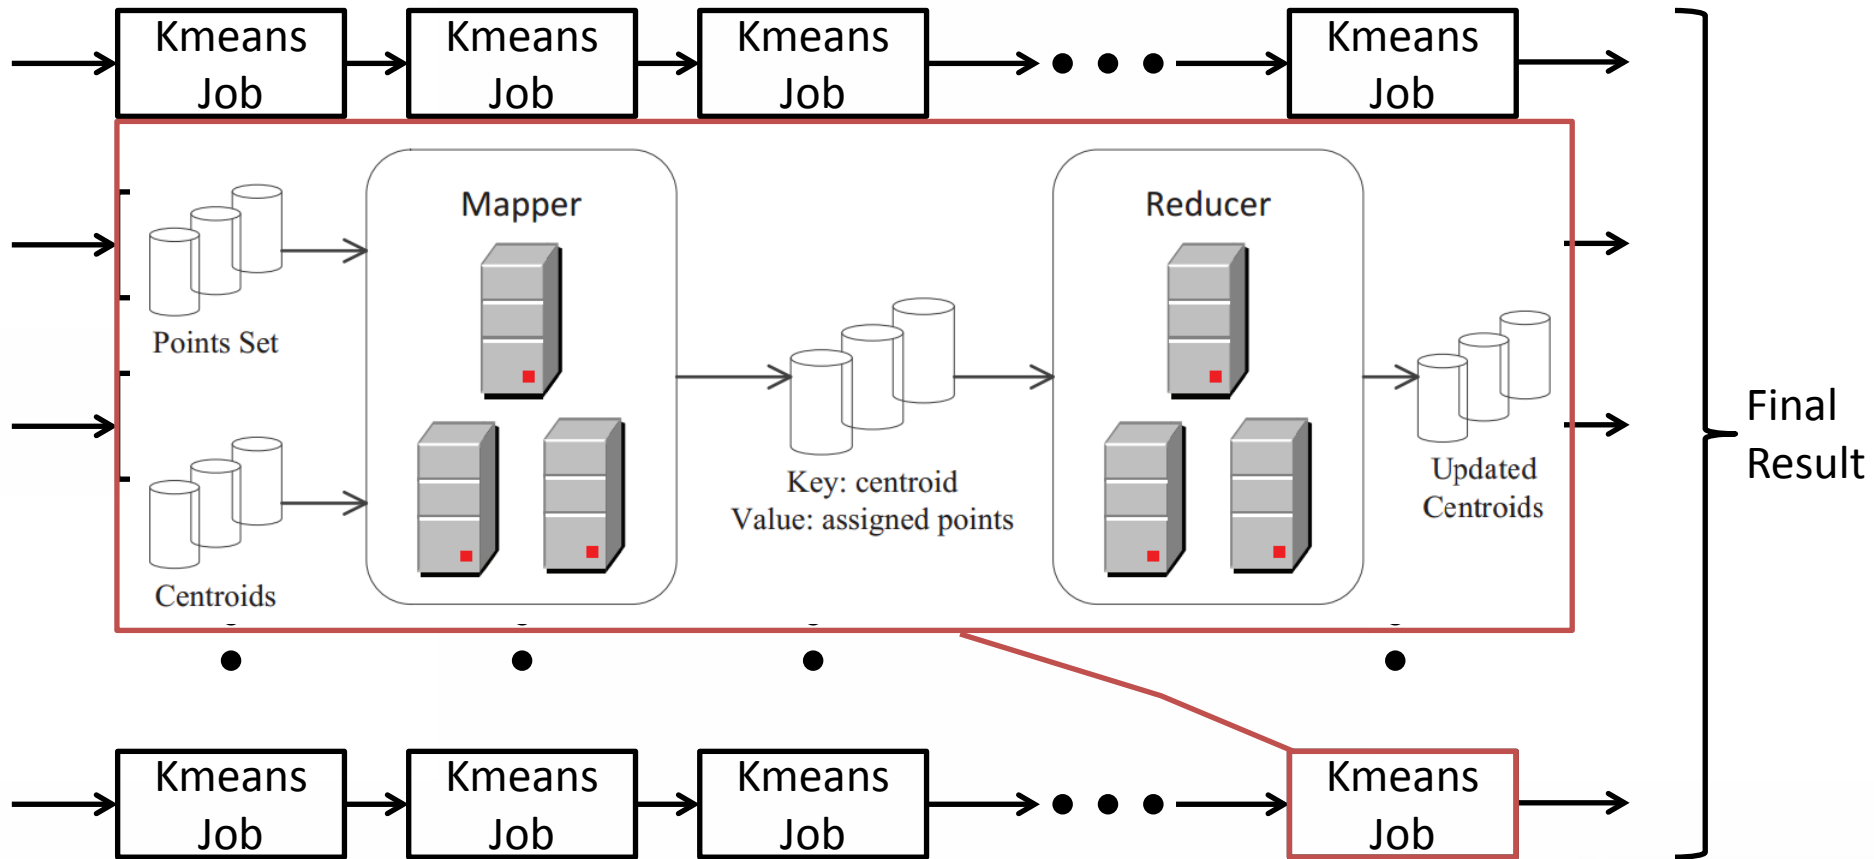 Kmeans
Job
Kmeans
Job
Kmeans
Job
Kmeans
Job
Mapper
Reducer
Points Set
Key: centroid
Value: assigned points
Updated
Centroids
Centroids
Final
Result
Kmeans
Job
Kmeans
Job
Kmeans
Job
Kmeans
Job